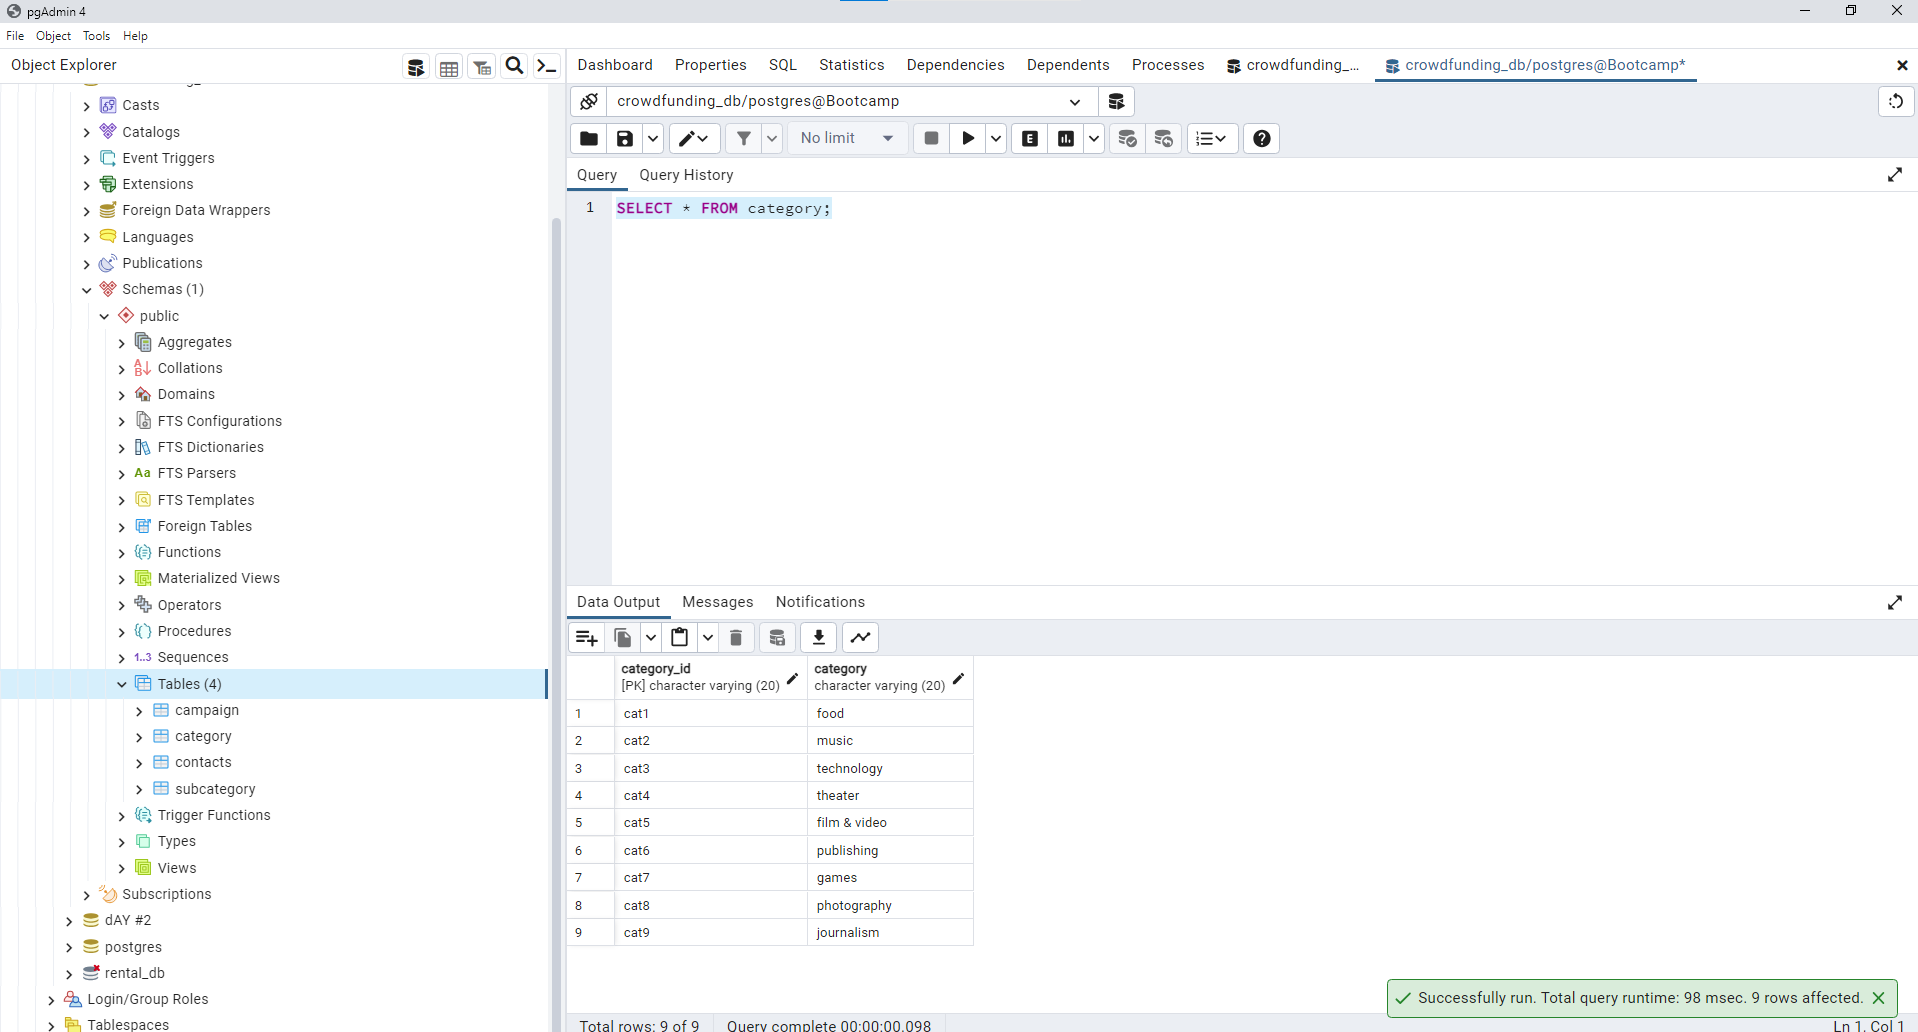 pgAdmin 4
File Object Tools Help
Object Explorer
Casts
Catalogs
Event Triggers
Extensions
Foreign Data Wrappers
Languages
Publications
Schemas (1)
public
Aggregates
Collations
Domains
FTS Configurations
FTS Dictionaries
Aa FTS Parsers
FTS Templates
Foreign Tables
Functions
Materialized Views
Operators
Procedures
1..3 Sequences
Tables (4)
campaign
category
contacts
subcategory
Trigger Functions
Types
Views
Subscriptions
dAY #2
postgres
rental_db
Login/Group Roles
Tablespaces
Dashboard Properties SQL Statistics Dependencies Dependents Processes crowdfunding_... crowdfunding_db/postgres@Bootcamp*
crowdfunding_db/postgres@Bootcamp
No limit E
Query Query History
1 SELECT * FROM category;
Data Output Messages Notifications
category_id category
[PK] character varying (20) character varying (20)
1 cat1 food
2 cat2 music
3 cat3 technology
4 cat4 theater
5 cat5 film & video
6 cat6 publishing
7 cat7 games
8 cat8 photography
9 cat9 journalism
Successfully run. Total query runtime: 98 msec. 9 rows affected.
Total rows: 9 of 9 Query complete 00:00:00.098 Ln 1, Col 1